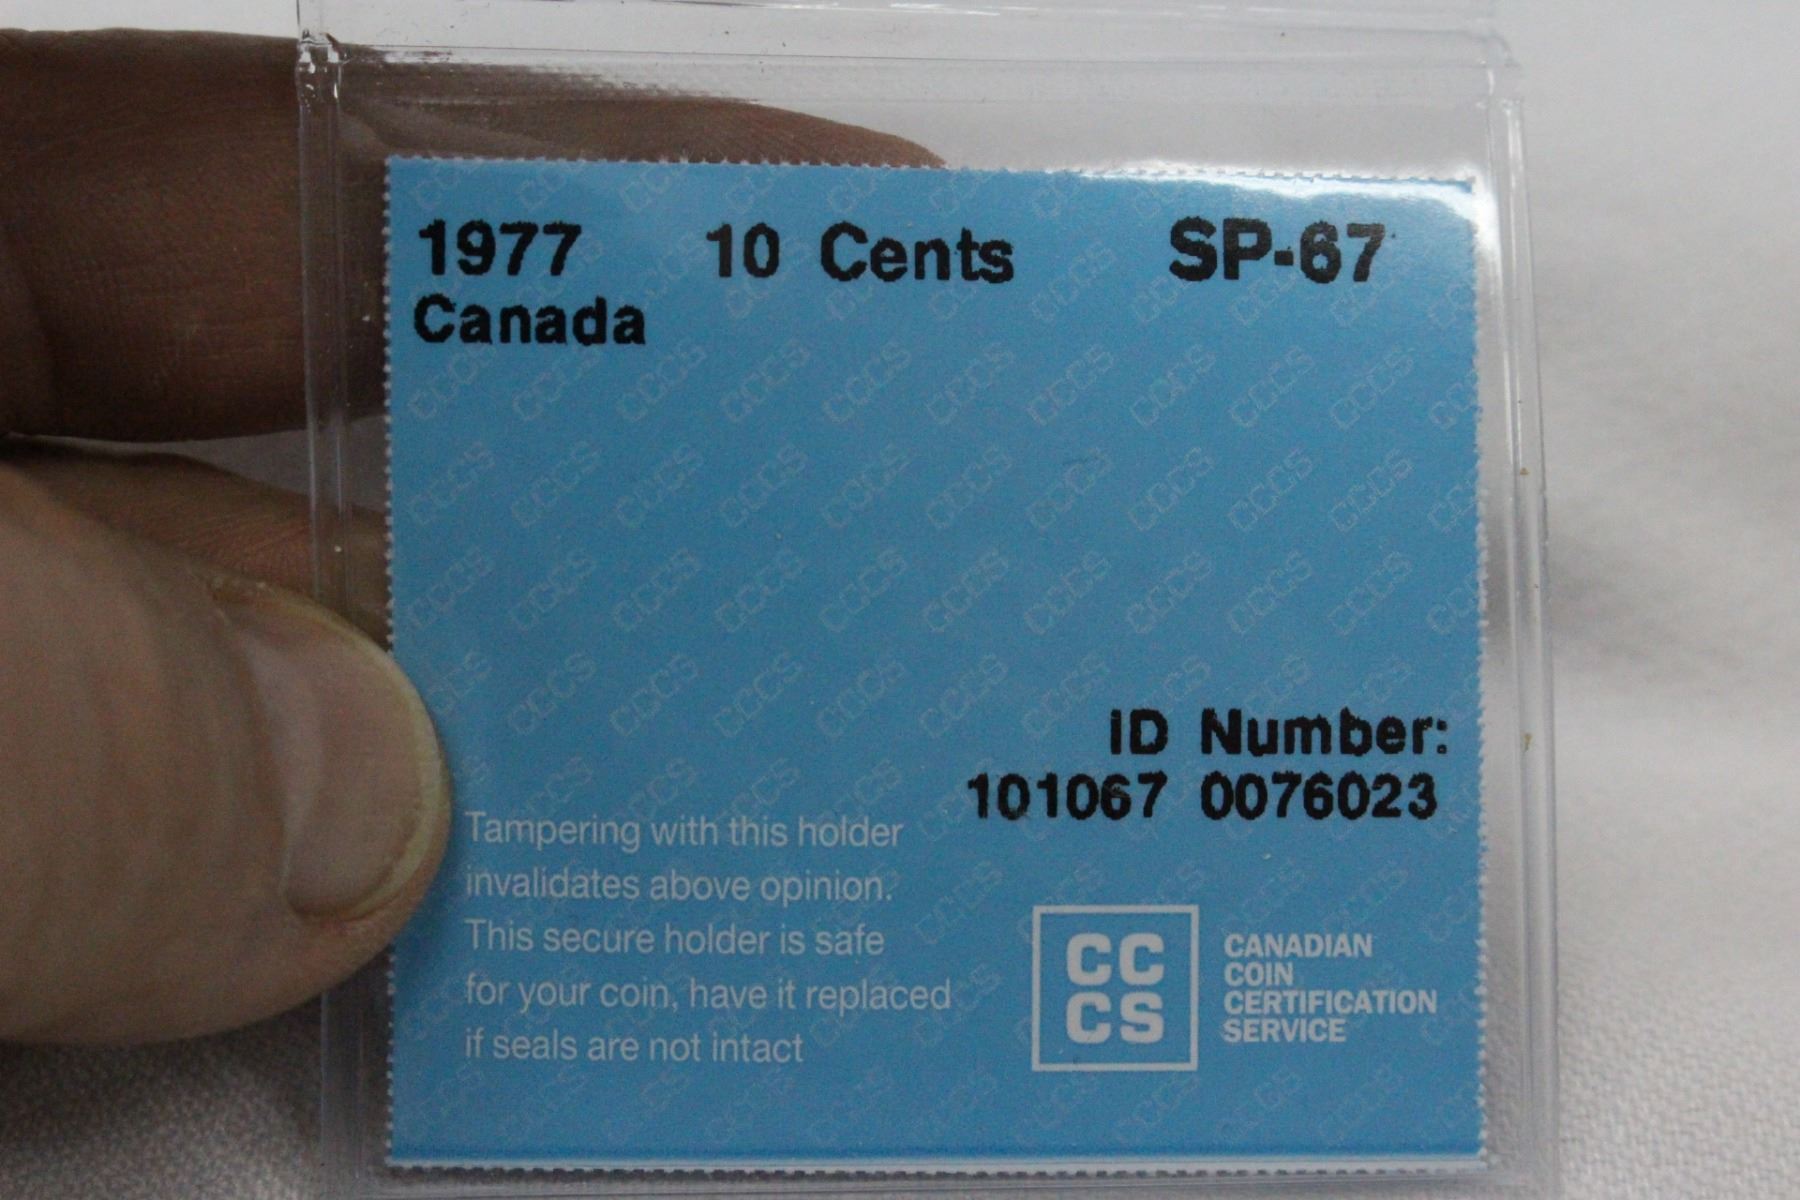 1977 10 Cents SP-67
Canada
ID Number:
101067 0076023
Tampering with this holder
invalidates above opinion.
This secure holder is safe
for your coin, have it replaced
if seals are not intact
CC
CS
CANADIAN
COIN
CERTIFICATION
SERVICE